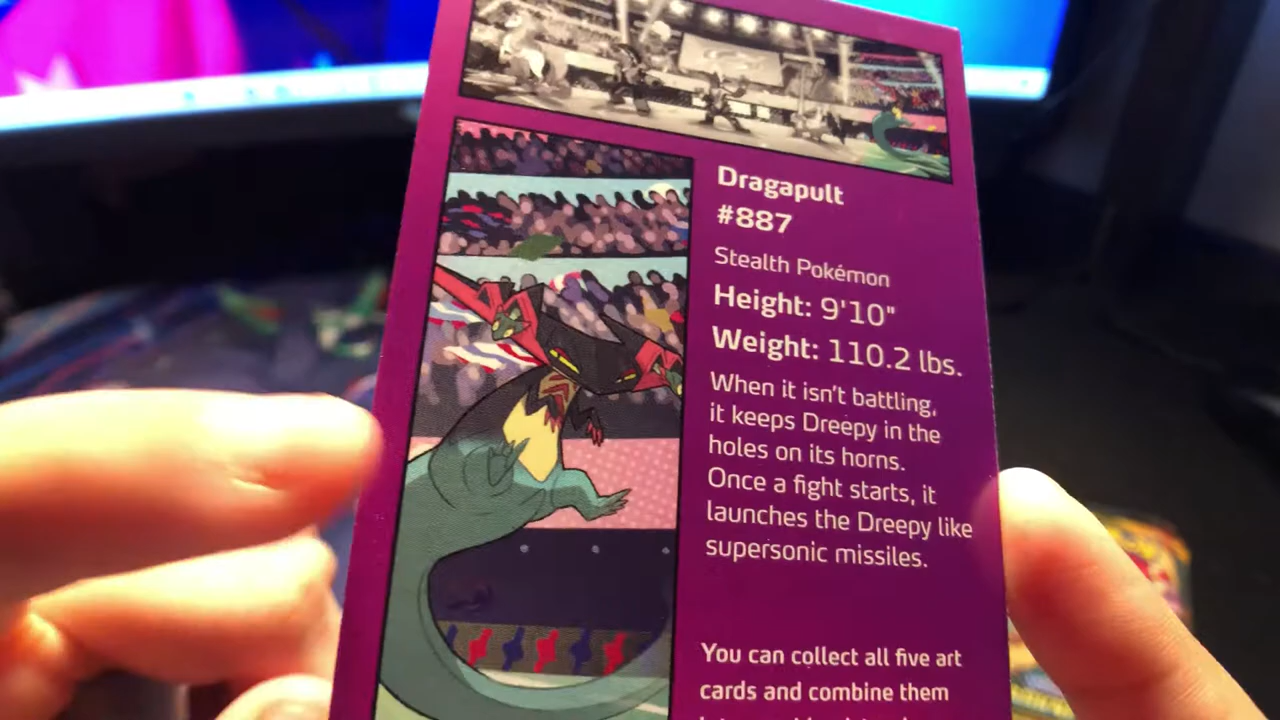 Dragapult
#887
Stealth Pokémon
Height: 9'10"
Weight: 110.2 lbs.
When it isn't battling,
it keeps Dreepy in the
holes on its horns.
Once a fight starts, it
launches the Dreepy like
supersonic missiles.
You can collect all five art
cards and combine them